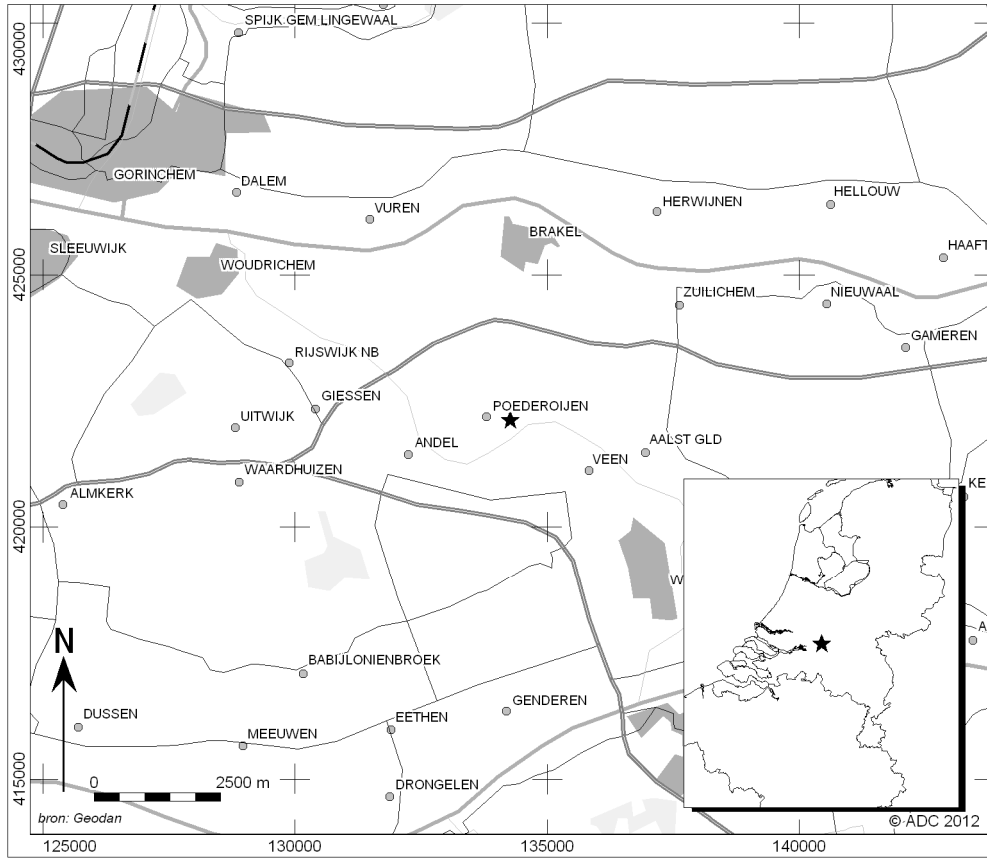 SPIJK GEM LINGEWAAL
430000
GORINCHEM
DALEM
VUREN
HERWIJNEN
HELLOUW
BRAKEL
HAAFT
SLEEUWIJK
WOUDRICHEM
425000
ZUILICHEM
NIEUWAAL
GAMEREN
RIJSWIJK NB
GIESSEN
POEDEROIJEN
UITWIJK
ANDEL
AALST GLD
VEEN
WAARDHUIZEN
ALMKERK
KE
420000
W
A
N
BABIJLONIENBROEK
GENDEREN
DUSSEN
EETHEN
MEEUWEN
415000
0
2500 m
DRONGELEN
bron: Geodan
© ADC 2012
125000
130000
135000
140000